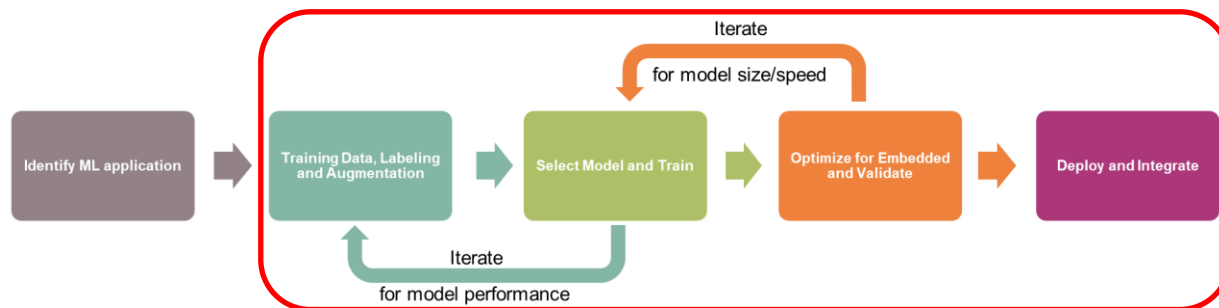 Iterate
for model size/speed
Identify ML application
Training Data, Labeling
and Augmentation
Select Model and Train
Optimize for Embedded
and Validate
Deploy and Integrate
Iterate
for model performance